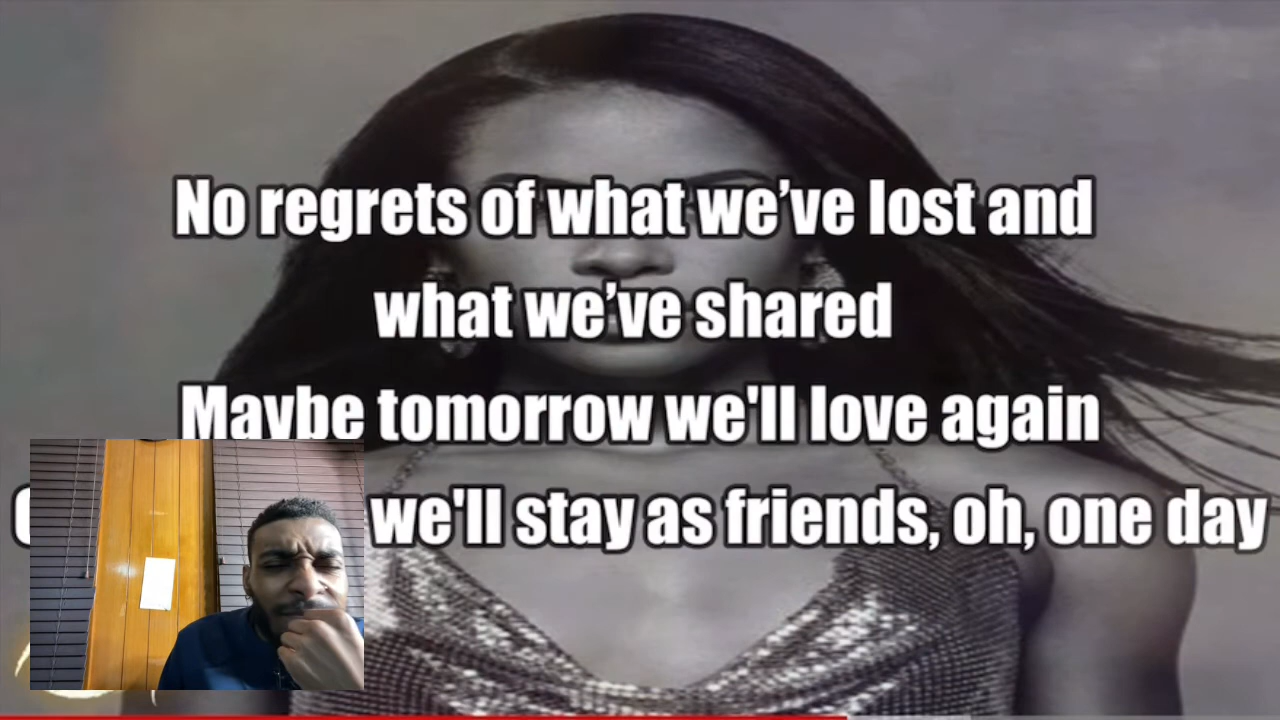 No regrets of what we’ve lost and
what we’ve shared
Maybe tomorrow we'll love again
we'll stay as friends, oh, one day